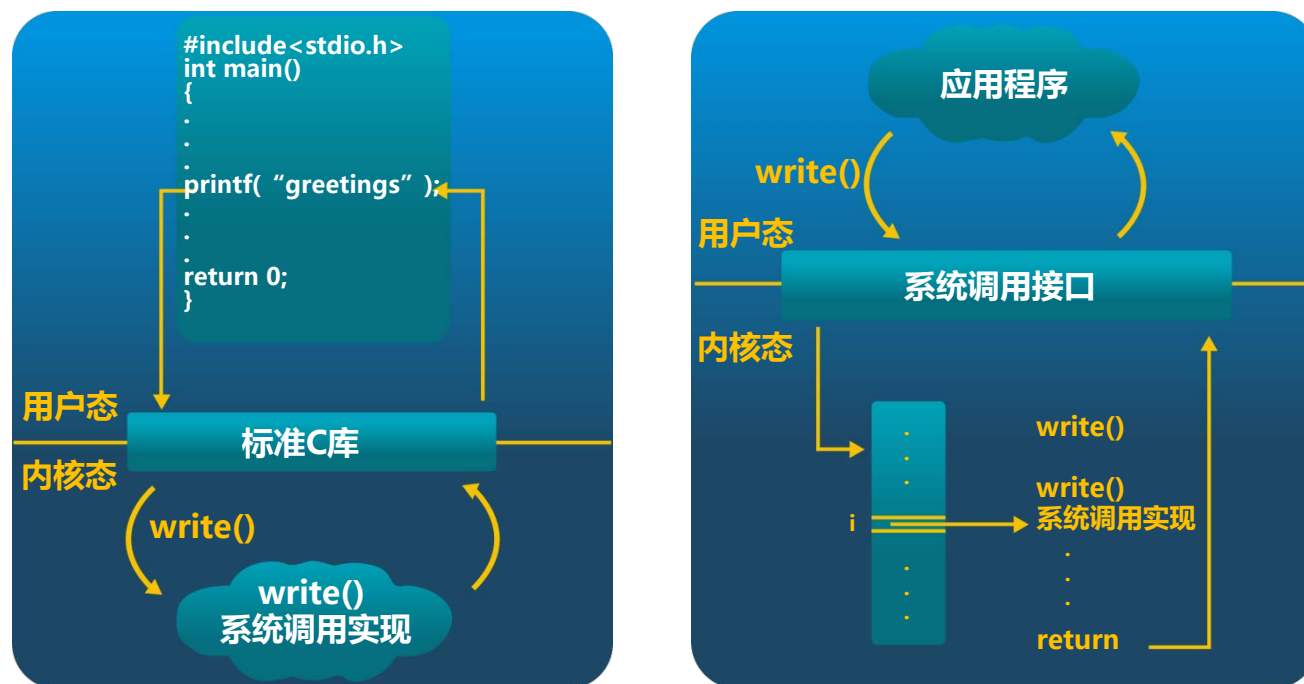 #include<stdio.h>
int main()
{
.
.
.
printf( “greetings” );
.
.
.
return 0;
}
用户态
标准C库
内核态
write()
write()
系统调用实现
应用程序
write()
用户态
系统调用接口
内核态
.
.
.
i
.
.
.
write()
write()
系统调用实现
.
.
.
return